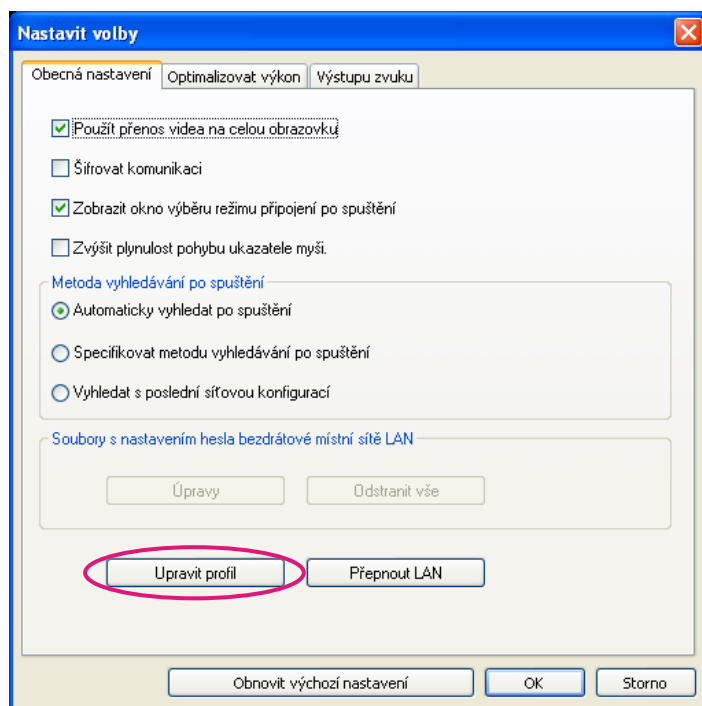 Nastavit volby
Obecná nastavení Optimalizovat výkon Výstupu zvuku
Použít přenos videa na celou obrazovku
Šifrovat komunikaci
Zobrazit okno výběru režimu připojení po spuštění
Zvýšit plynulost pohybu ukazatele myši.
Metoda vyhledávání po spuštění
Automaticky vyhledat po spuštění
Specifikovat metodu vyhledávání po spuštění
Vyhledat s poslední síťovou konfigurací
Soubory s nastavením hesla bezdrátové místní sítě LAN
Úpravy Odstranit vše
Upravit profil Přepnout LAN
Obnovit výchozí nastavení OK Storno